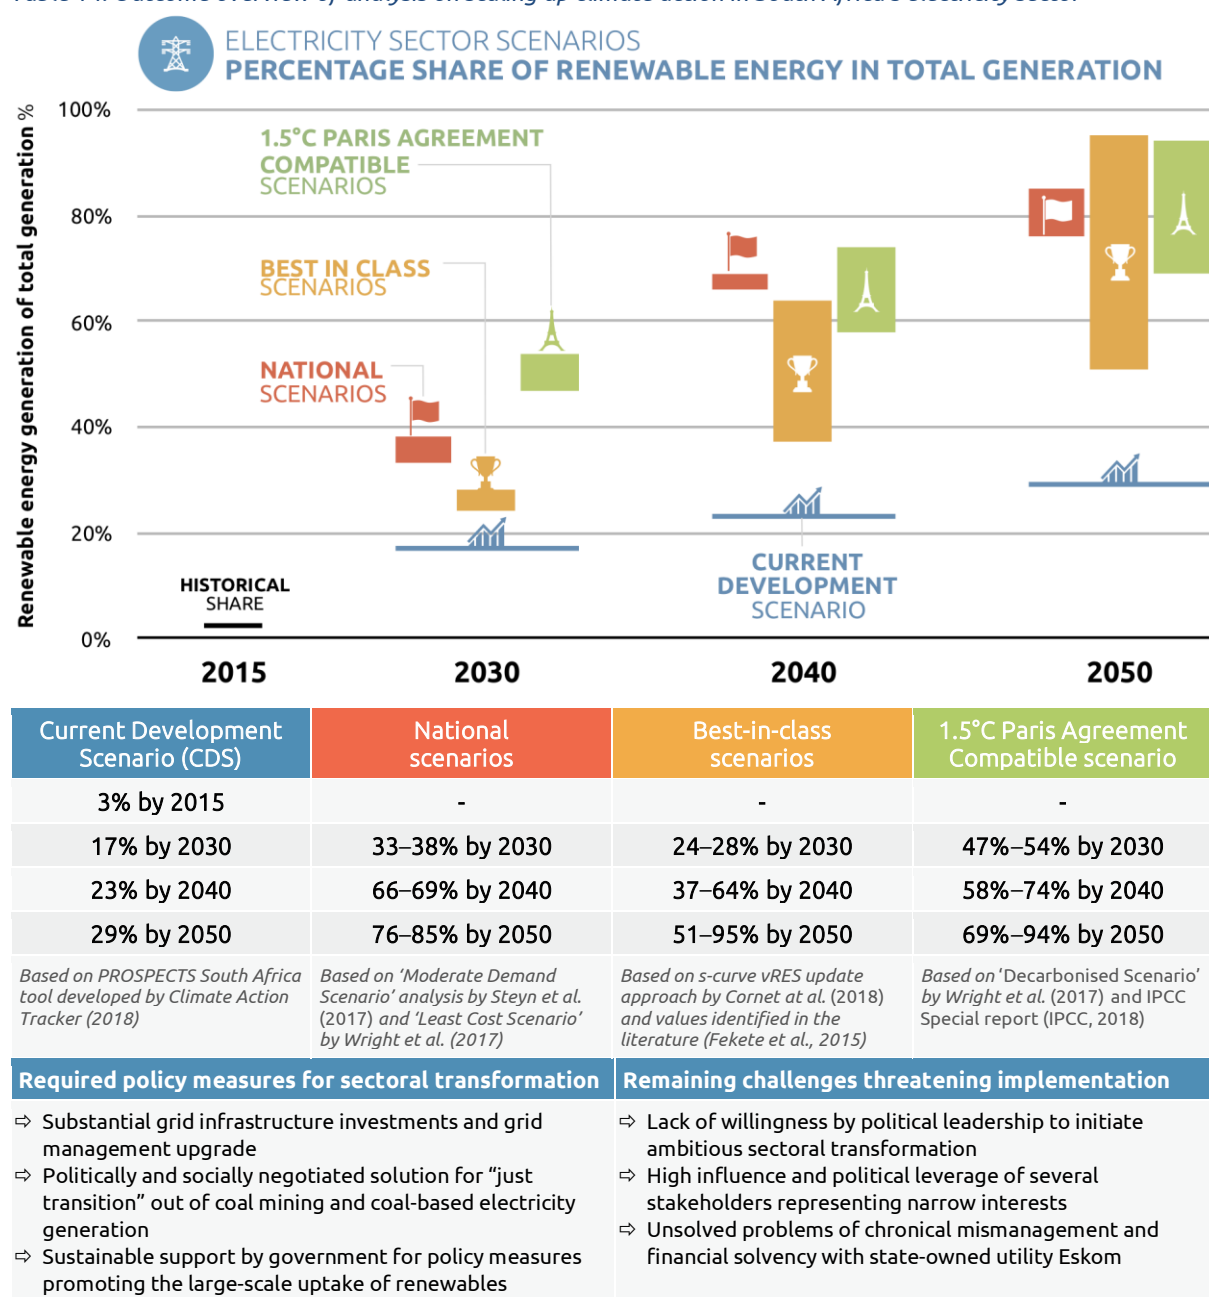 ELECTRICITY SECTOR SCENARIOS
PERCENTAGE SHARE OF RENEWABLE ENERGY IN TOTAL GENERATION
Renewable energy generation of total generation %
100%
80%
60%
40%
20%
0%
1.5°C PARIS AGREEMENT
COMPATIBLE
SCENARIOS
BEST IN CLASS
SCENARIOS
NATIONAL
SCENARIOS
HISTORICAL
SHARE
CURRENT
DEVELOPMENT
SCENARIO
2015
2030
2040
2050
Current Development
Scenario (CDS)
National
scenarios
Best-in-class
scenarios
1.5°C Paris Agreement
Compatible scenario
3% by 2015
-
-
-
17% by 2030
33–38% by 2030
24–28% by 2030
47%–54% by 2030
23% by 2040
66–69% by 2040
37–64% by 2040
58%–74% by 2040
29% by 2050
76–85% by 2050
51–95% by 2050
69%–94% by 2050
Based on PROSPECTS South Africa
tool developed by Climate Action
Tracker (2018)
Based on ‘Moderate Demand
Scenario’ analysis by Steyn et al.
(2017) and ‘Least Cost Scenario’
by Wright et al. (2017)
Based on s-curve vRES update
approach by Cornet at al. (2018)
and values identified in the
literature (Fekete et al., 2015)
Based on ‘Decarbonised Scenario’
by Wright et al. (2017) and IPCC
Special report (IPCC, 2018)
Required policy measures for sectoral transformation
⇨ Substantial grid infrastructure investments and grid
management upgrade
⇨ Politically and socially negotiated solution for “just
transition” out of coal mining and coal-based electricity
generation
⇨ Sustainable support by government for policy measures
promoting the large-scale uptake of renewables
Remaining challenges threatening implementation
⇨ Lack of willingness by political leadership to initiate
ambitious sectoral transformation
⇨ High influence and political leverage of several
stakeholders representing narrow interests
⇨ Unsolved problems of chronical mismanagement and
financial solvency with state-owned utility Eskom